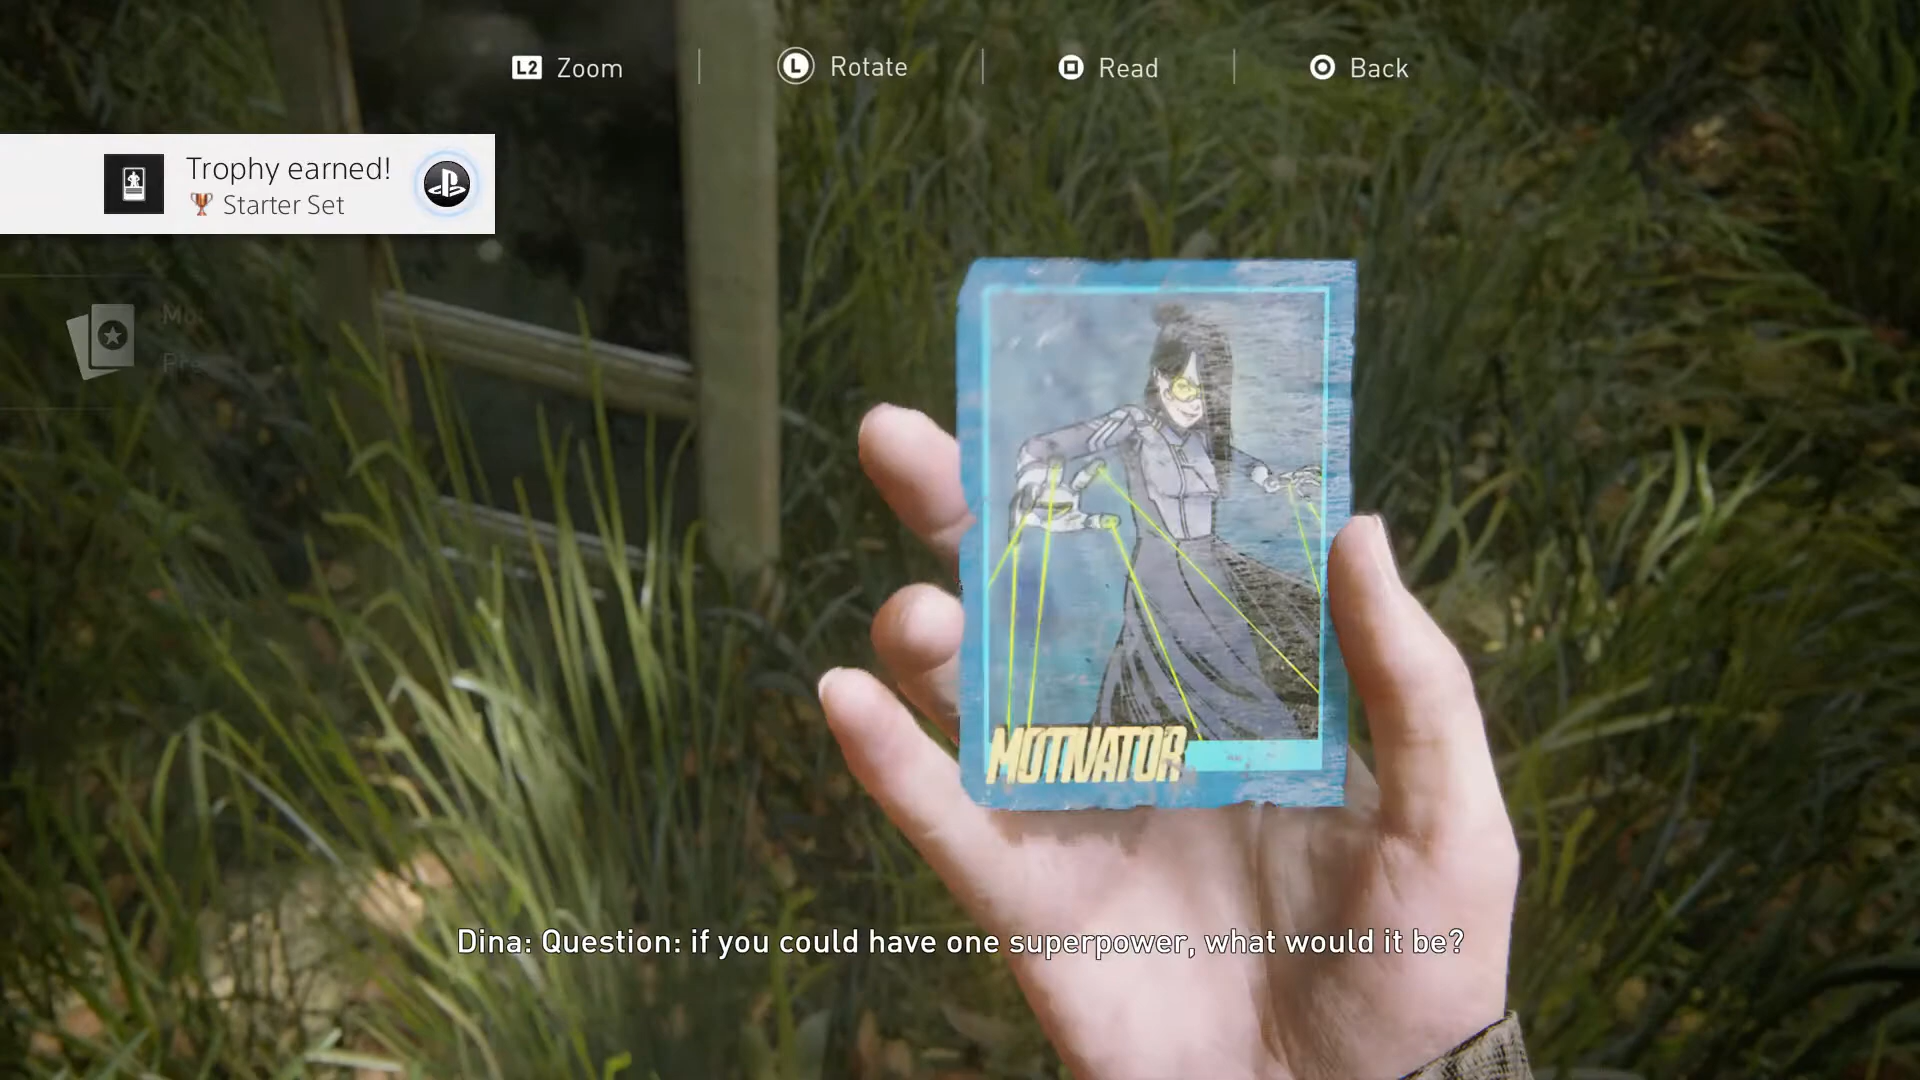 L2 Zoom
L Rotate
Read
Back
Trophy earned!
Starter Set
MOTIVATOR
Dina: Question: if you could have one superpower, what would it be?